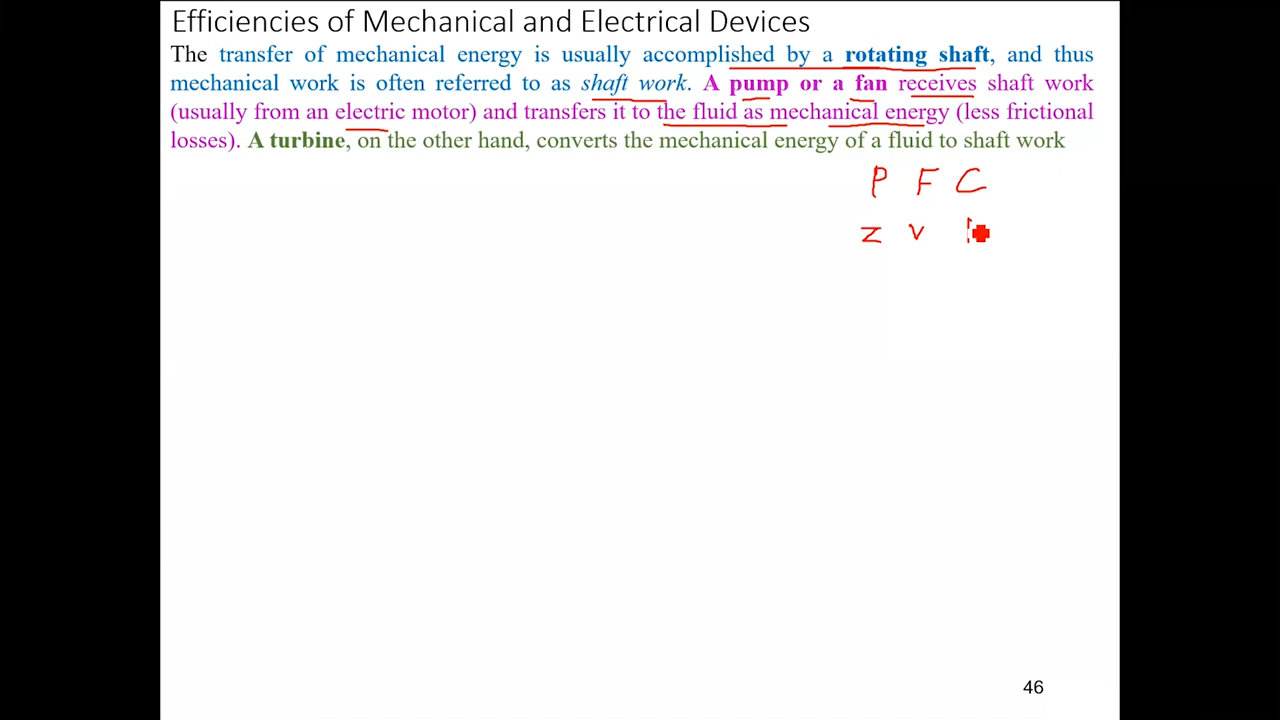 Efficiencies of Mechanical and Electrical Devices
The transfer of mechanical energy is usually accomplished by a rotating shaft, and thus
mechanical work is often referred to as shaft work. A pump or a fan receives shaft work
(usually from an electric motor) and transfers it to the fluid as mechanical energy (less frictional
losses). A turbine, on the other hand, converts the mechanical energy of a fluid to shaft work
P F C
Z V
46